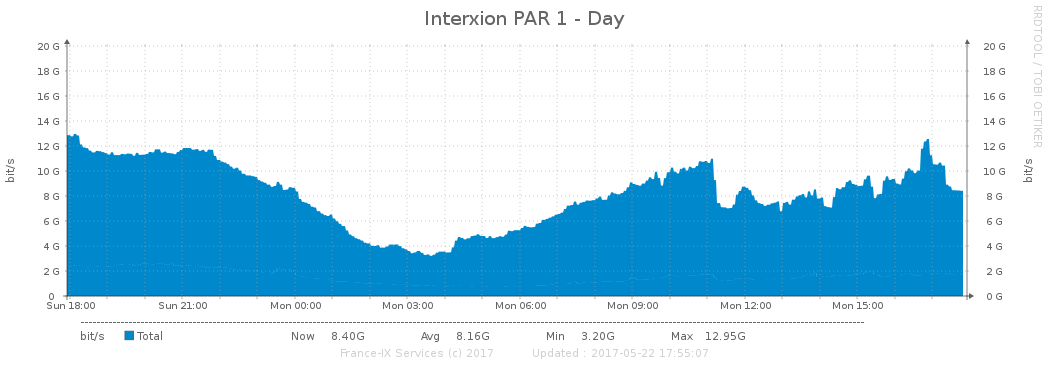 Interxion PAR 1 - Day
RRDTOOL / TOBI OETIKER
bit/s
bit/s
20 G 20 G
18 G 18 G
16 G 16 G
14 G 14 G
12 G 12 G
10 G 10 G
8 G 8 G
6 G 6 G
4 G 4 G
2 G 2 G
0 0 G
Sun 18:00 Sun 21:00 Mon 00:00 Mon 03:00 Mon 06:00 Mon 09:00 Mon 12:00 Mon 15:00
bit/s Total Now 8.40G Avg 8.16G Min 3.20G Max 12.95G
France-IX Services (c) 2017 Updated : 2017-05-22 17:55:07